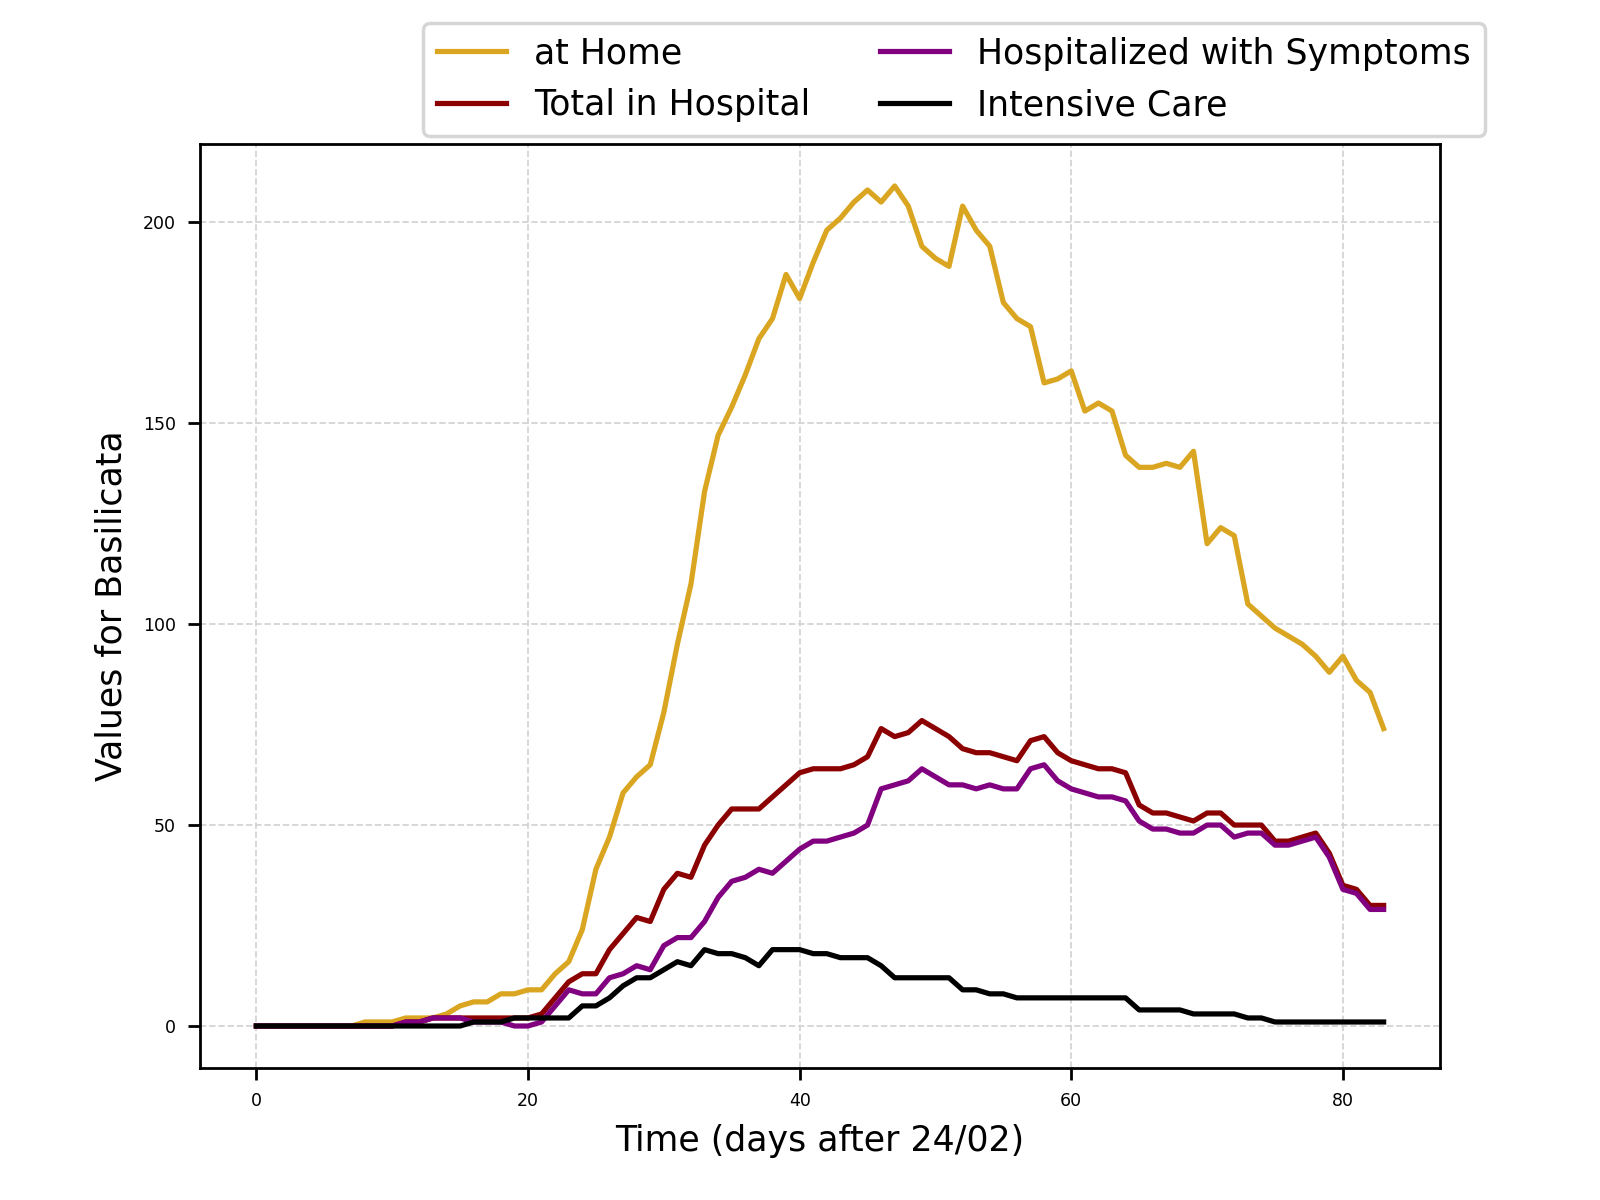 at Home
Total in Hospital
Hospitalized with Symptoms
Intensive Care
200
150
100
50
0
Values for Basilicata
0 20 40 60 80
Time (days after 24/02)